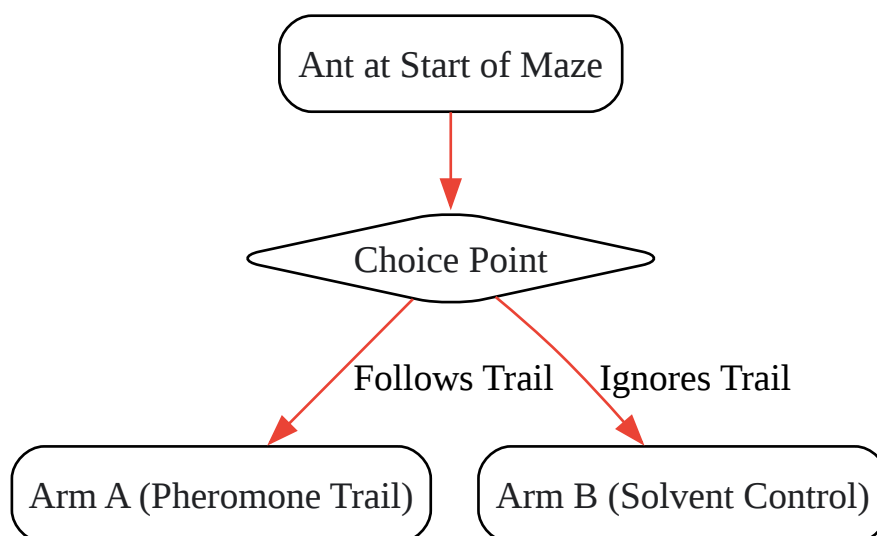 Ant at Start of Maze
Choice Point
Follows Trail
Ignores Trail
Arm A (Pheromone Trail)
Arm B (Solvent Control)